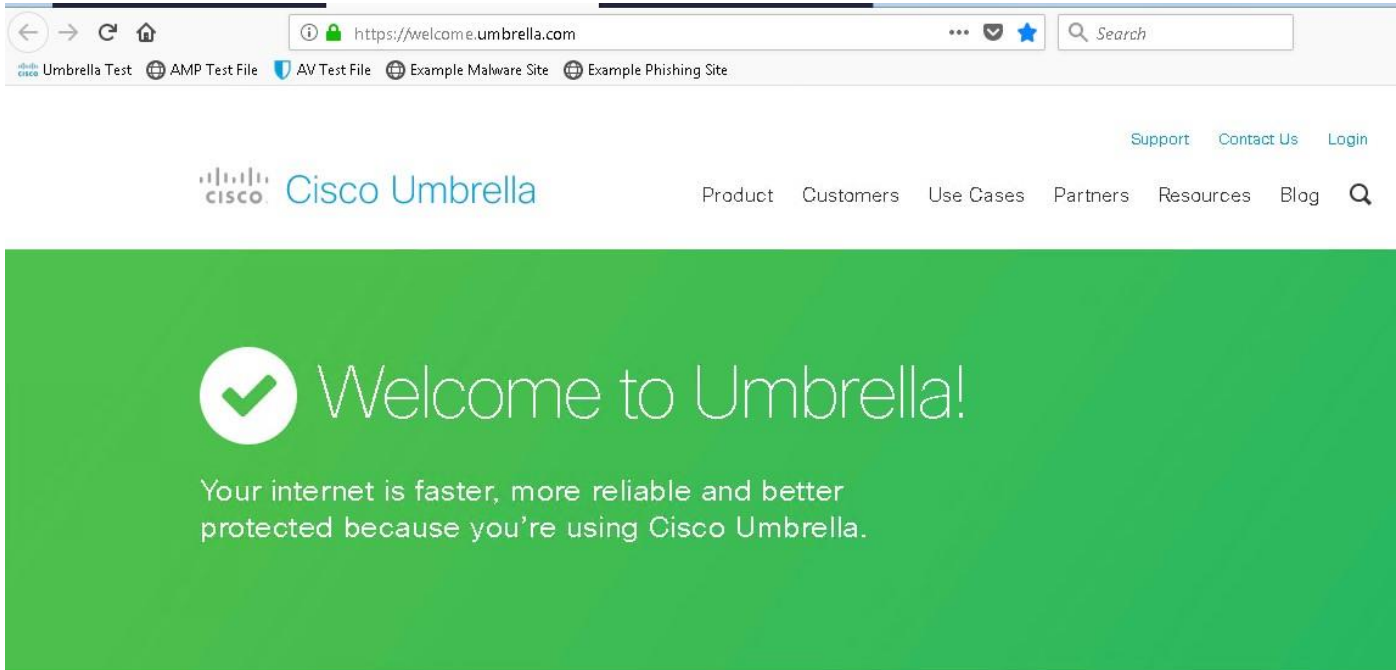 https://welcome.umbrella.com
Search
cisco Umbrella Test AMP Test File AV Test File Example Malware Site Example Phishing Site
Support Contact Us Login
cisco Cisco Umbrella
Product Customers Use Cases Partners Resources Blog
Welcome to Umbrella!
Your internet is faster, more reliable and better
protected because you're using Cisco Umbrella.